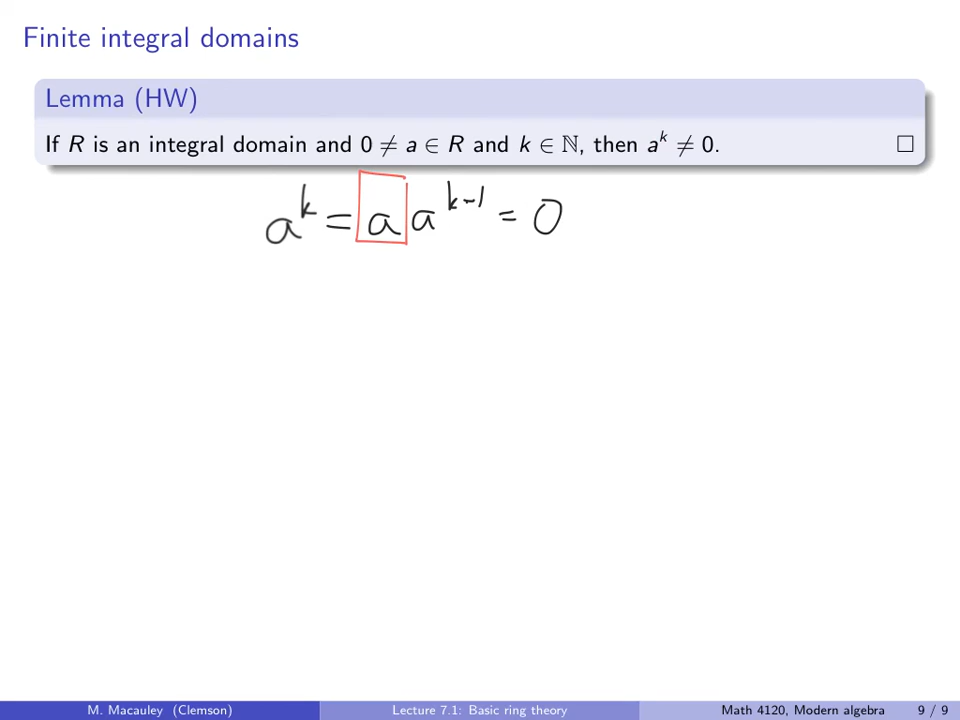 Finite integral domains
Lemma (HW)
If R is an integral domain and 0 ≠ a ∈ R and k ∈ ℕ, then a^k ≠ 0. □
a^k = a a^{k-1} = 0
M. Macauley (Clemson) Lecture 7.1: Basic ring theory Math 4120, Modern algebra 9 / 9